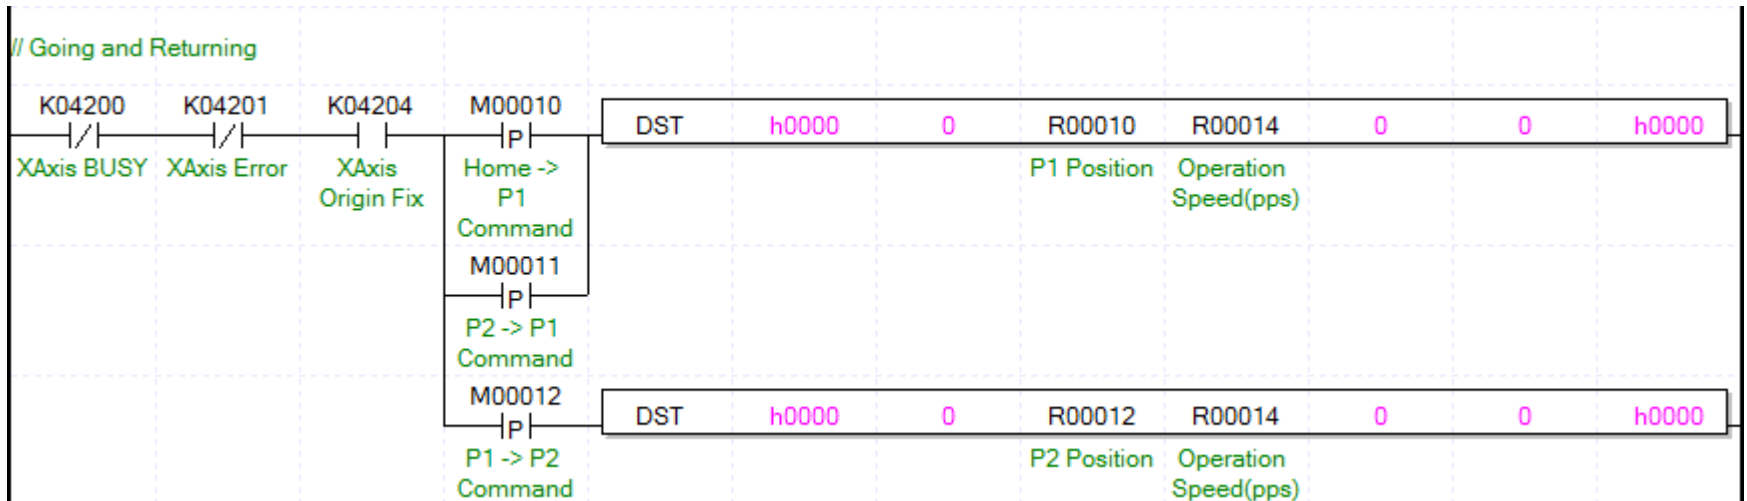 // Going and Returning
K04200 K04201 K04204 M00010
P
DST h0000 0 R00010 R00014 0 0 h0000
XAxis BUSY XAxis Error XAxis Home -> P1 Position Operation
Origin Fix P1 Speed(pps)
Command
M00011
P
P2 -> P1
Command
M00012
P
DST h0000 0 R00012 R00014 0 0 h0000
P1 -> P2 P2 Position Operation
Command Speed(pps)